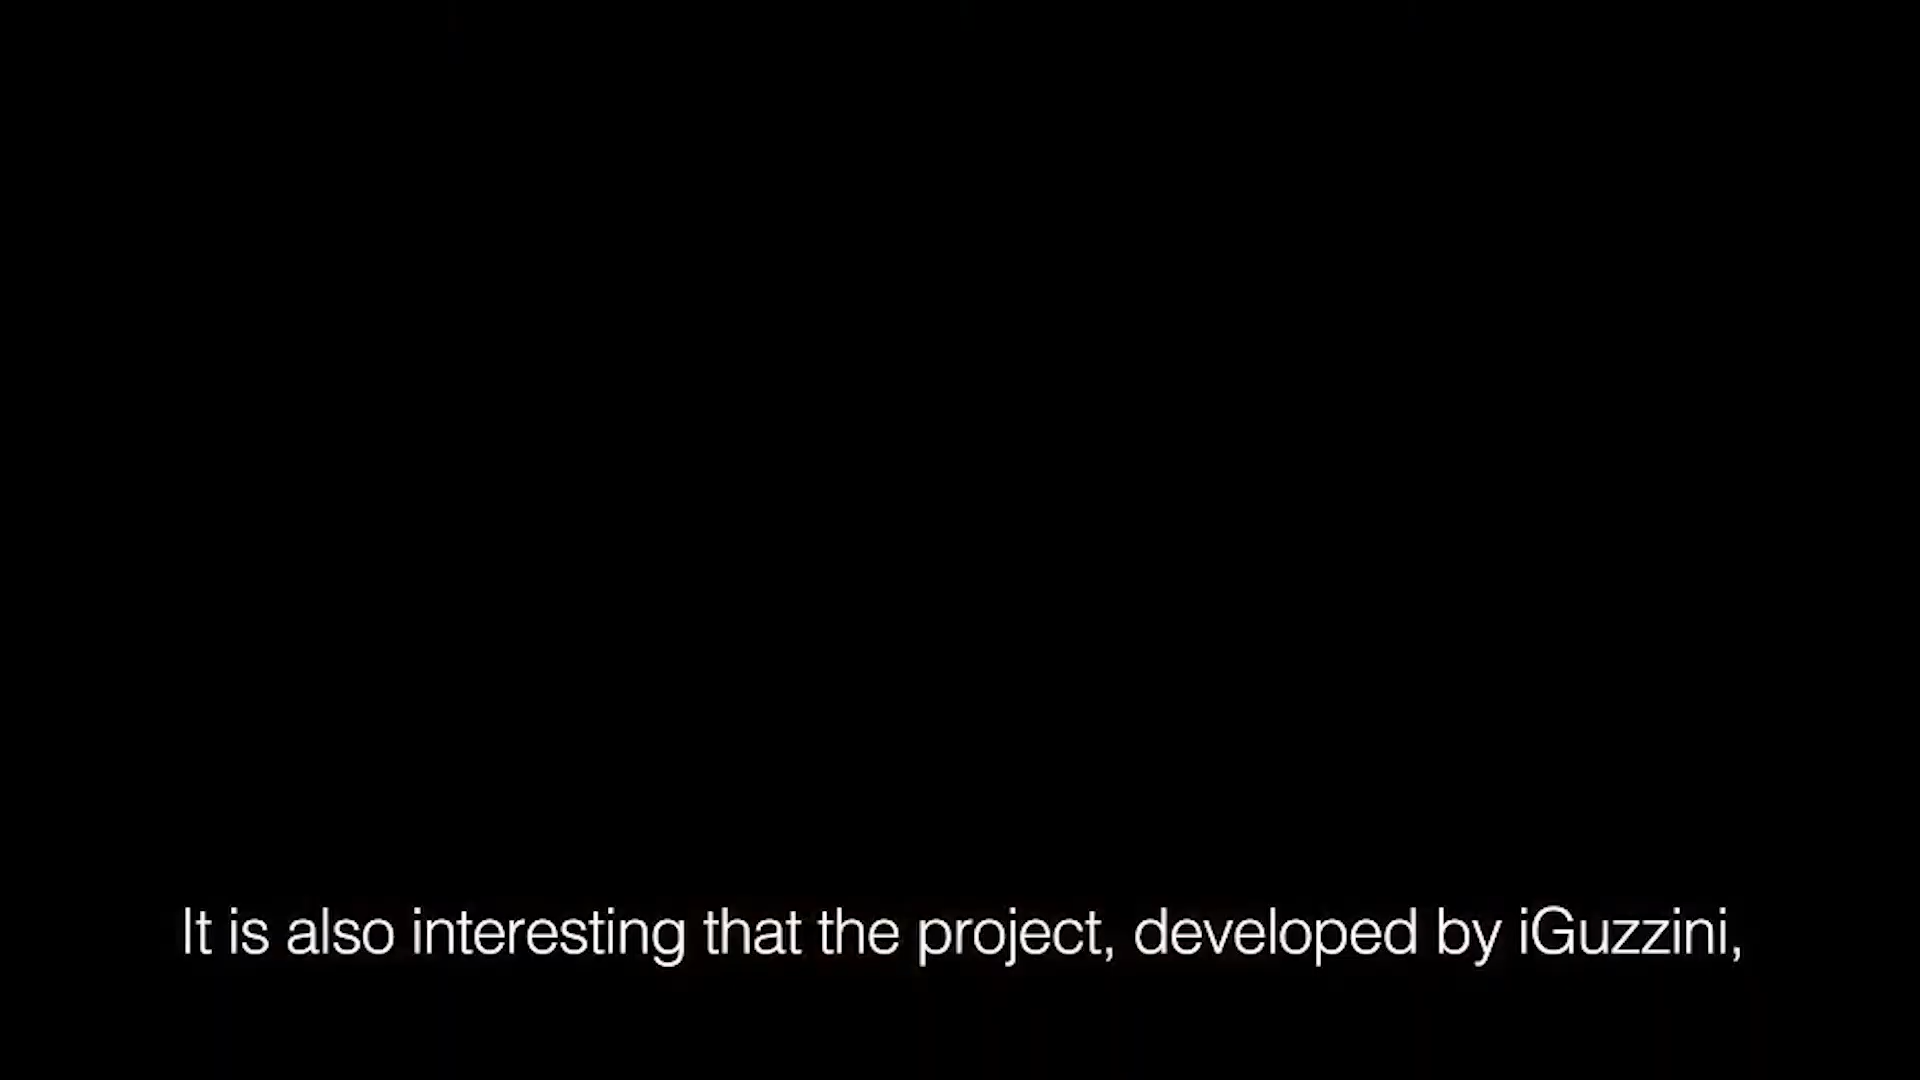 It is also interesting that the project, developed by iGuzzini,